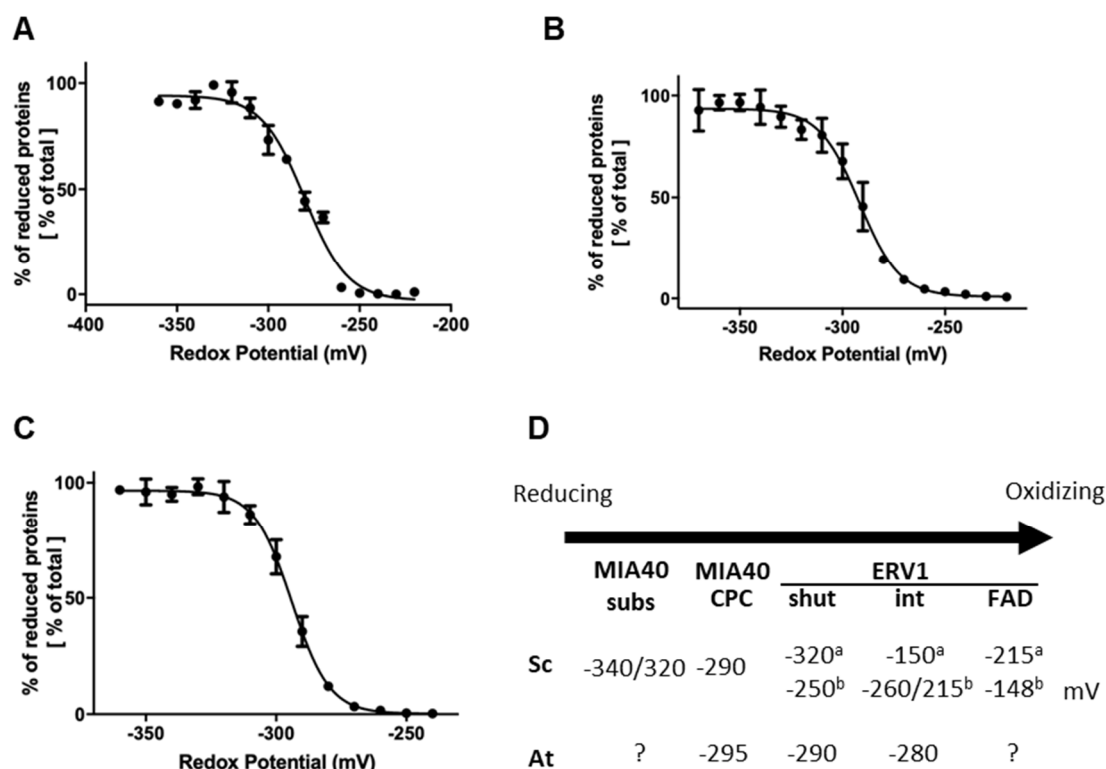 A
% of reduced proteins
[ % of total ]
100
50
0
-400
-350
-300
-250
-200
Redox Potential (mV)
B
% of reduced proteins
[ % of total ]
100
50
0
-350
-300
-250
Redox Potential (mV)
C
% of reduced proteins
[ % of total ]
100
50
0
-350
-300
-250
Redox Potential (mV)
D
Reducing Oxidizing
MIA40 MIA40 ERV1
subs CPC shut int FAD
Sc -340/320 -290 -320ᵃ -150ᵃ -215ᵃ
-250ᵇ -260/215ᵇ -148ᵇ mV
At ? -295 -290 -280 ?